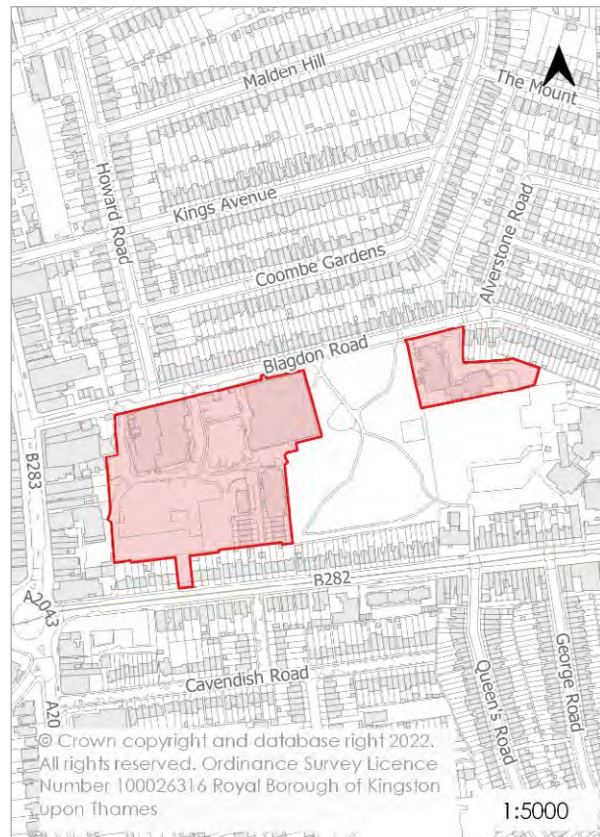 Malden Hill
The Mount
Howard Road
Kings Avenue
Alverstone Road
Coombe Gardens
Blagdon Road
B283
B282
A2043
Cavendish Road
Queen's Road
George Road
A20
© Crown copyright and database right 2022.
All rights reserved. Ordinance Survey Licence
Number 100026316 Royal Borough of Kingston
upon Thames
1:5000